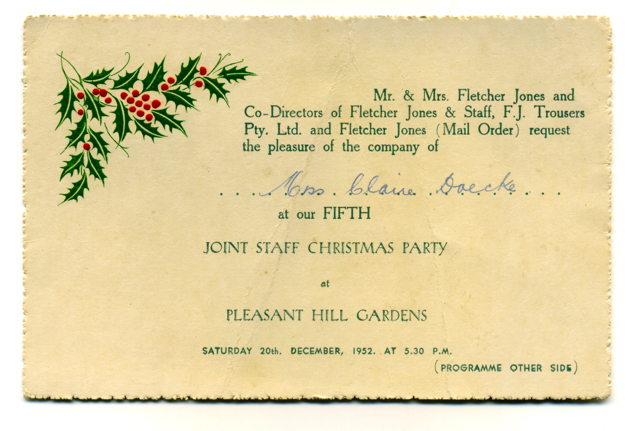 Mr. & Mrs. Fletcher Jones and
Co-Directors of Fletcher Jones & Staff, F.J. Trousers
Pty. Ltd. and Fletcher Jones (Mail Order) request
the pleasure of the company of
. . . Miss Claire Doecke . . .
at our FIFTH
JOINT STAFF CHRISTMAS PARTY
at
PLEASANT HILL GARDENS
SATURDAY 20th. DECEMBER, 1952. AT 5.30 P.M.
(PROGRAMME OTHER SIDE)